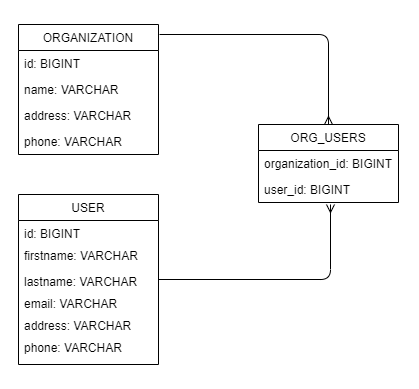 ORGANIZATION
id: BIGINT
name: VARCHAR
address: VARCHAR
phone: VARCHAR
ORG_USERS
organization_id: BIGINT
user_id: BIGINT
USER
id: BIGINT
firstname: VARCHAR
lastname: VARCHAR
email: VARCHAR
address: VARCHAR
phone: VARCHAR